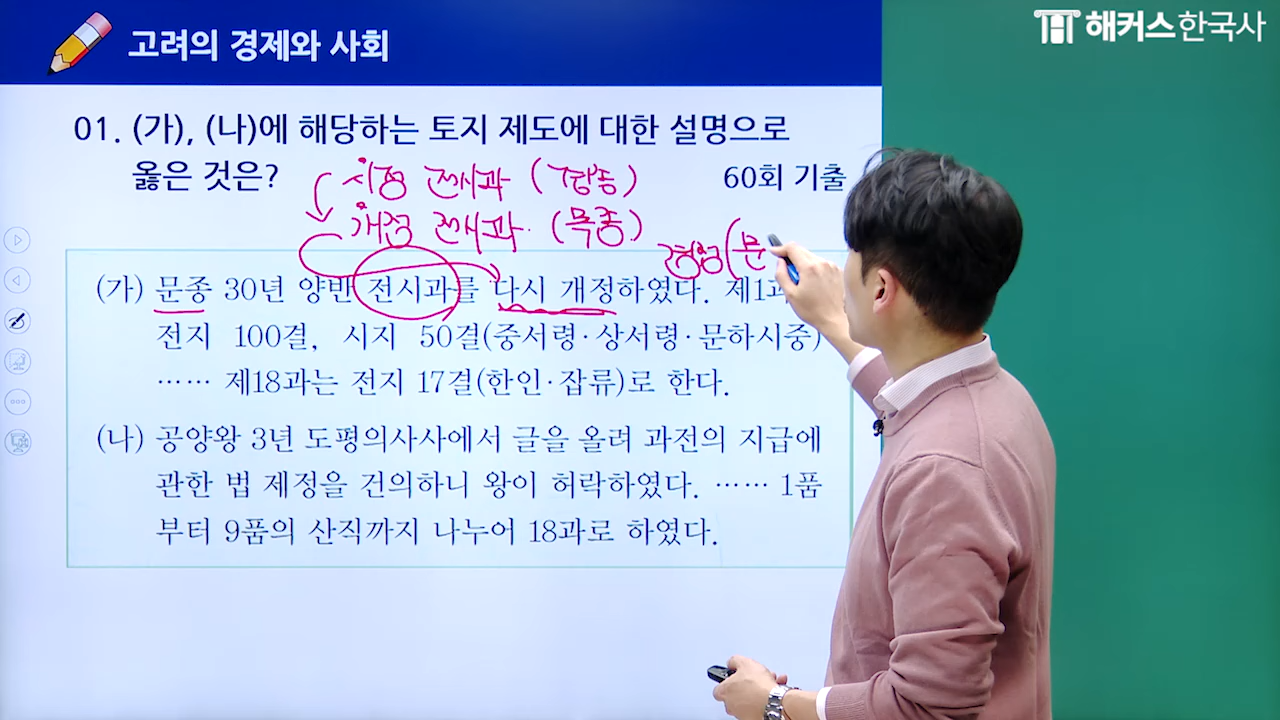 고려의 경제와 사회
해커스한국사
01. (가), (나)에 해당하는 토지 제도에 대한 설명으로
옳은 것은?
60회 기출
시정 전시과 (경종)
개정 전시과 (목종)
경정 (문
(가) 문종 30년 양반 전시과를 다시 개정하였다. 제1과
전지 100결, 시지 50결(중서령·상서령·문하시중)
…… 제18과는 전지 17결(한인·잡류)로 한다.
(나) 공양왕 3년 도평의사사에서 글을 올려 과전의 지급에
관한 법 제정을 건의하니 왕이 허락하였다. …… 1품
부터 9품의 산직까지 나누어 18과로 하였다.